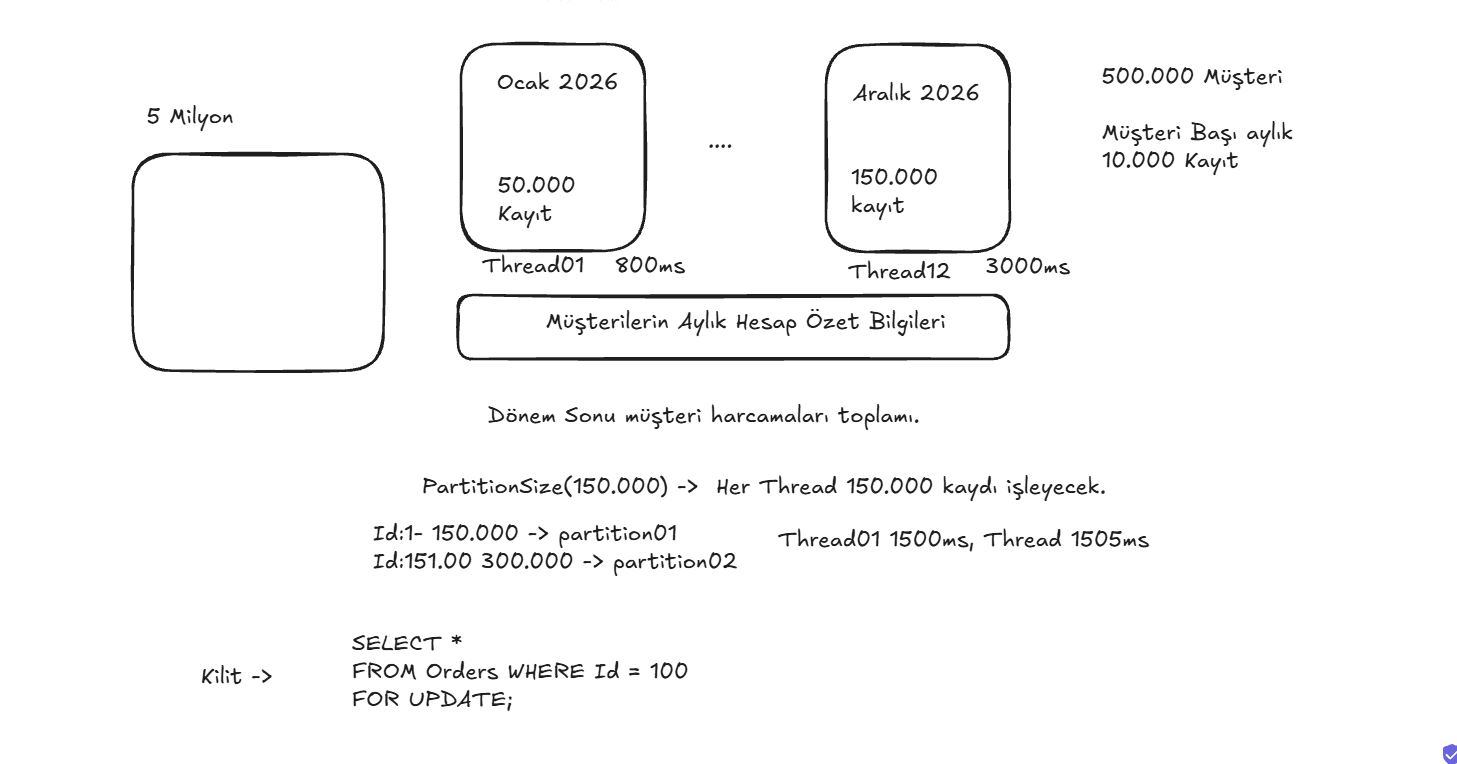 5 Milyon
Ocak 2026
50.000
Kayıt
....
Aralık 2026
150.000
kayıt
500.000 Müşteri
Müşteri Başı aylık
10.000 Kayıt
Thread01 800ms
Thread12 3000ms
Müşterilerin Aylık Hesap Özet Bilgileri
Dönem Sonu müşteri harcamaları toplamı.
PartitionSize(150.000) -> Her Thread 150.000 kaydı işleyecek.
Id:1- 150.000 -> partition01
Id:151.00 300.000 -> partition02
Thread01 1500ms, Thread 1505ms
Kilit ->
SELECT *
FROM Orders WHERE Id = 100
FOR UPDATE;